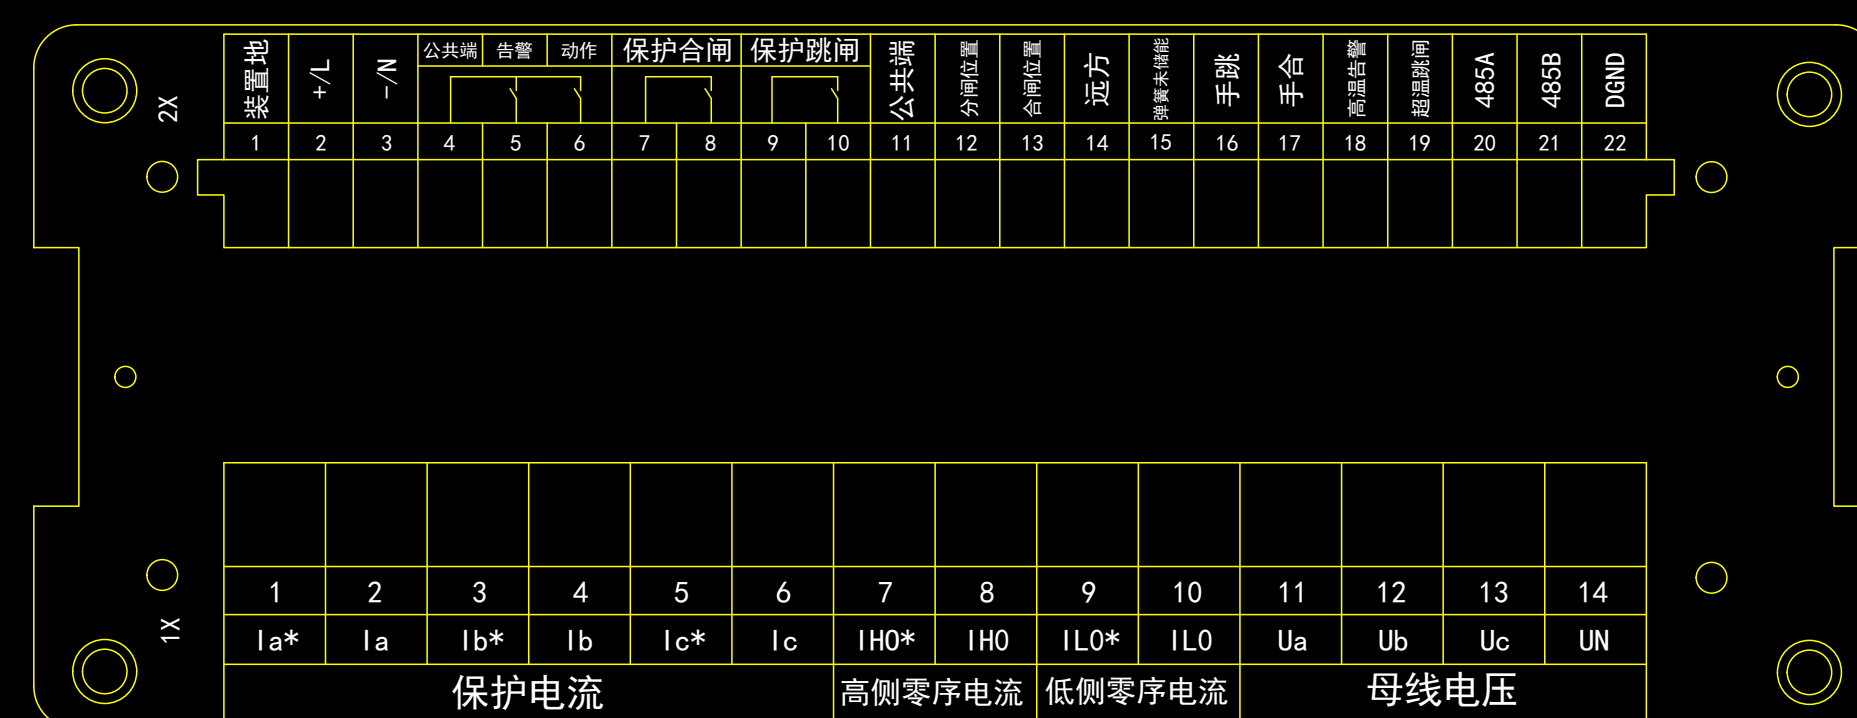 2X
装置地 +/L -/N 公共端 告警 动作 保护合闸 保护跳闸 公共端 分闸位置 合闸位置 远方 弹簧未储能 手跳 手合 高温告警 超温跳闸 485A 485B DGND
1 2 3 4 5 6 7 8 9 10 11 12 13 14 15 16 17 18 19 20 21 22
1X
1 2 3 4 5 6 7 8 9 10 11 12 13 14
Ia* Ia Ib* Ib Ic* Ic IH0* IH0 IL0* IL0 Ua Ub Uc UN
保护电流 高侧零序电流 低侧零序电流 母线电压